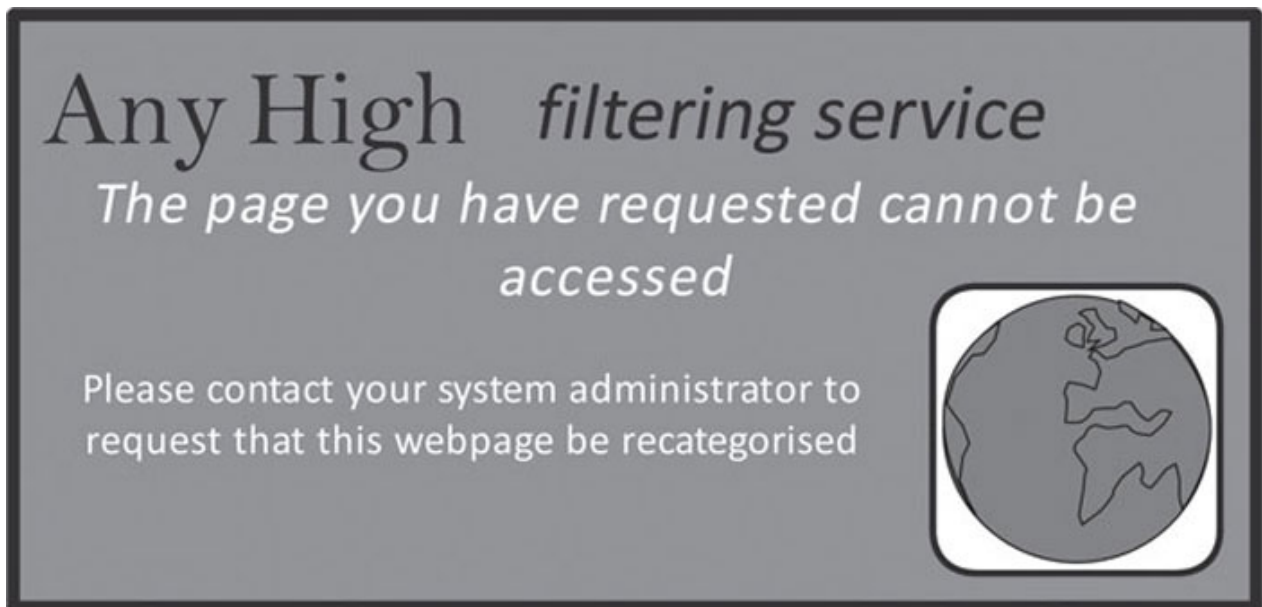 Any High filtering service
The page you have requested cannot be
accessed
Please contact your system administrator to
request that this webpage be recategorised